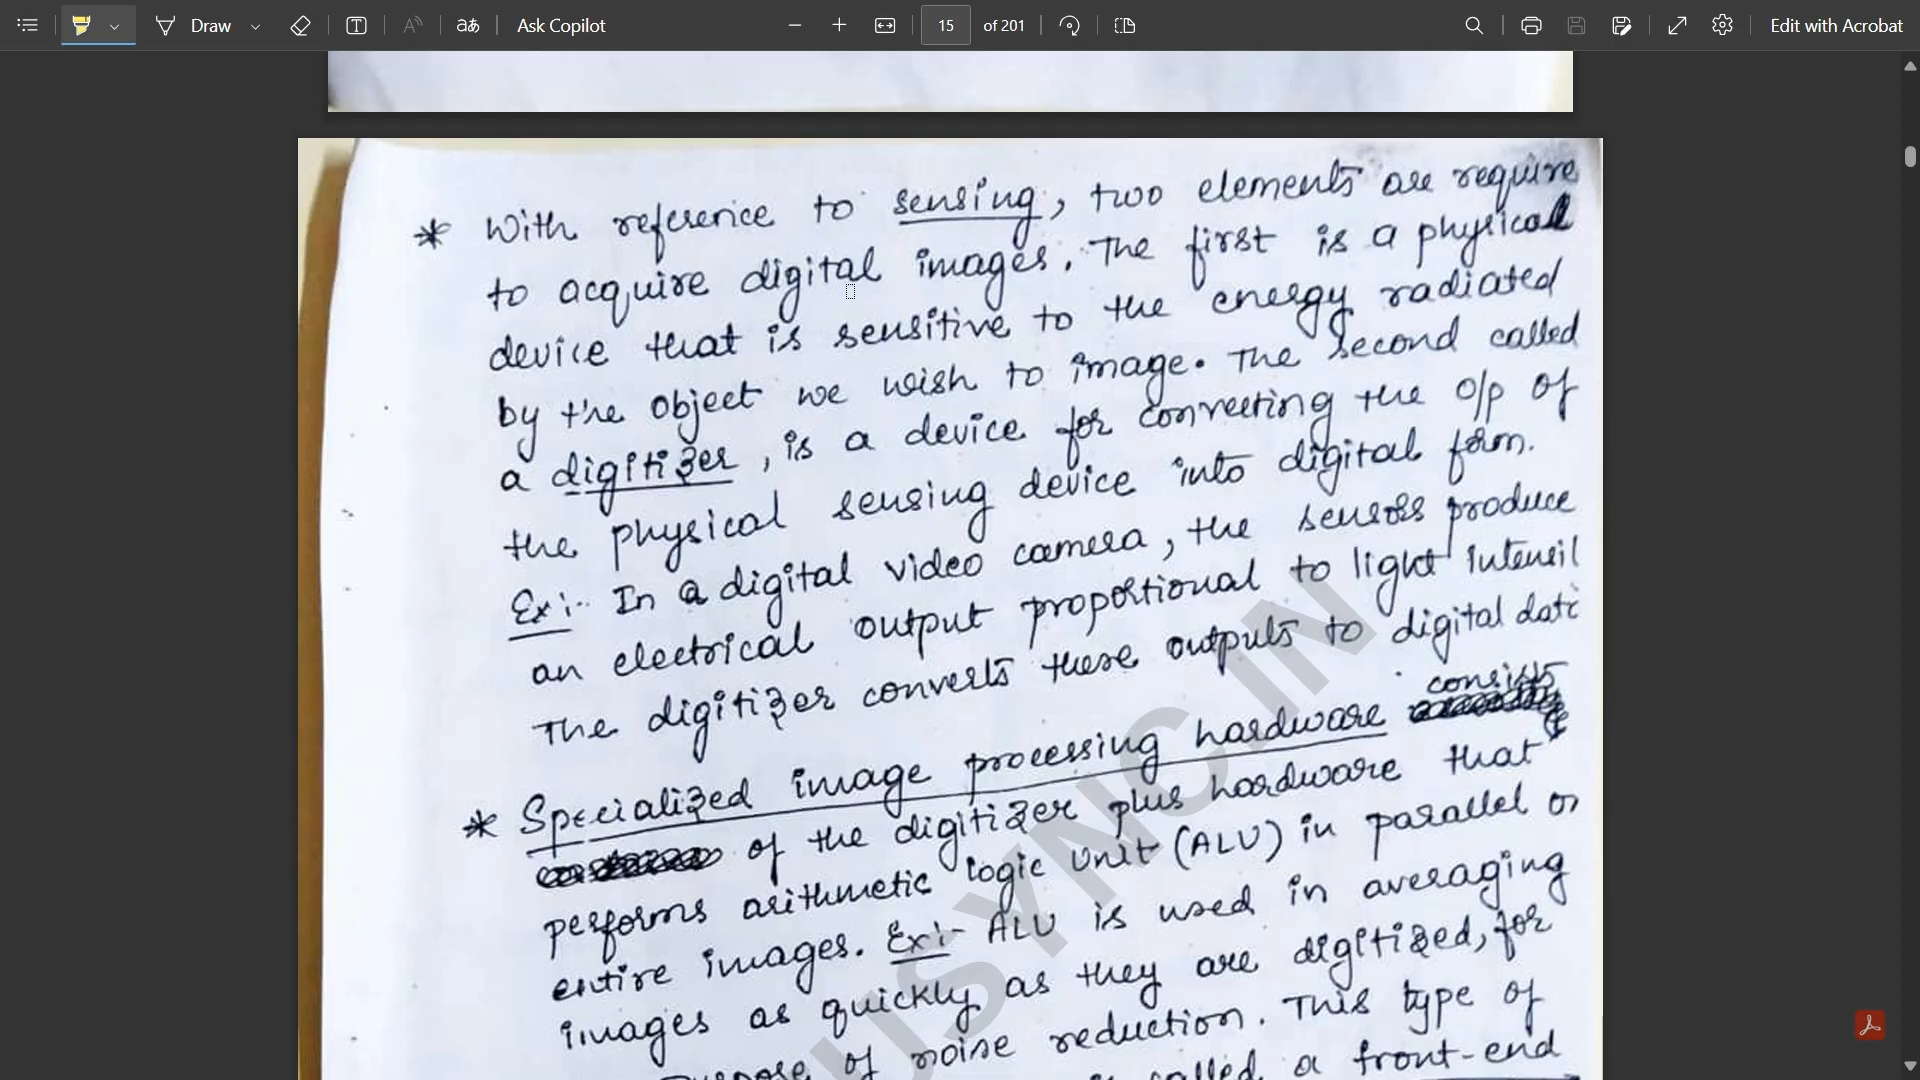 Draw
Ask Copilot
15 of 201
Edit with Acrobat
* With reference to sensing, two elements are require
to acquire digital images. The first is a physical
device that is sensitive to the energy radiated
by the object we wish to image. The second called
a digitizer, is a device for converting the o/p of
the physical sensing device into digital form.
Ex:- In a digital video camera, the sensors produce
an electrical output proportional to light intensi
The digitizer converts these outputs to digital dat
* Specialized image processing hardware consists
of the digitizer plus hardware that
performs arithmetic logic unit (ALU) in parallel on
entire images. Ex:- ALU is used in averaging
images as quickly as they are digitized, for
of noise reduction. This type of
called a front-end
USYNC.IN